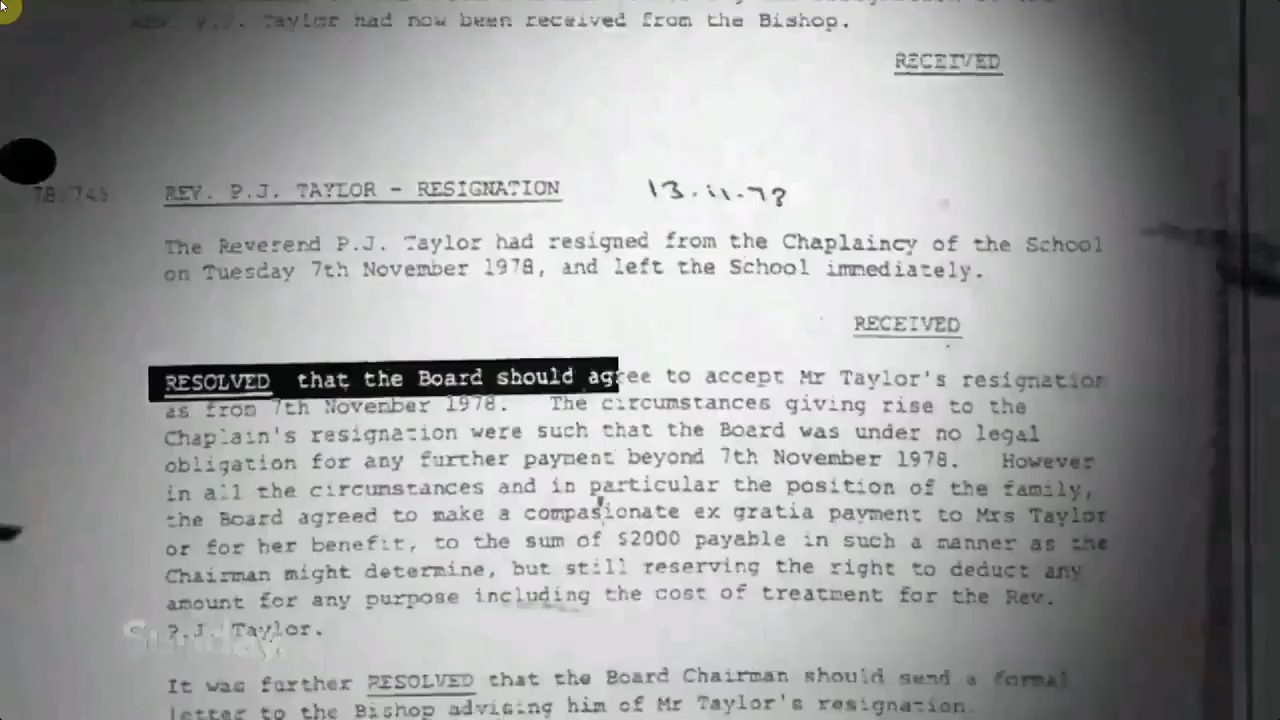 REV. P.J. Taylor had now been received from the Bishop.
RECEIVED
REV. P.J. TAYLOR - RESIGNATION 13.11.78
The Reverend P.J. Taylor had resigned from the Chaplaincy of the School
on Tuesday 7th November 1978, and left the School immediately.
RECEIVED
RESOLVED that the Board should agree to accept Mr Taylor's resignation
as from 7th November 1978. The circumstances giving rise to the
Chaplain's resignation were such that the Board was under no legal
obligation for any further payment beyond 7th November 1978. However
in all the circumstances and in particular the position of the family,
the Board agreed to make a compasionate ex gratia payment to Mrs Taylor
or for her benefit, to the sum of $2000 payable in such a manner as the
Chairman might determine, but still reserving the right to deduct any
amount for any purpose including the cost of treatment for the Rev.
P.J. Taylor.
Sunday
It was further RESOLVED that the Board Chairman should send a formal
letter to the Bishop advising him of Mr Taylor's resignation.